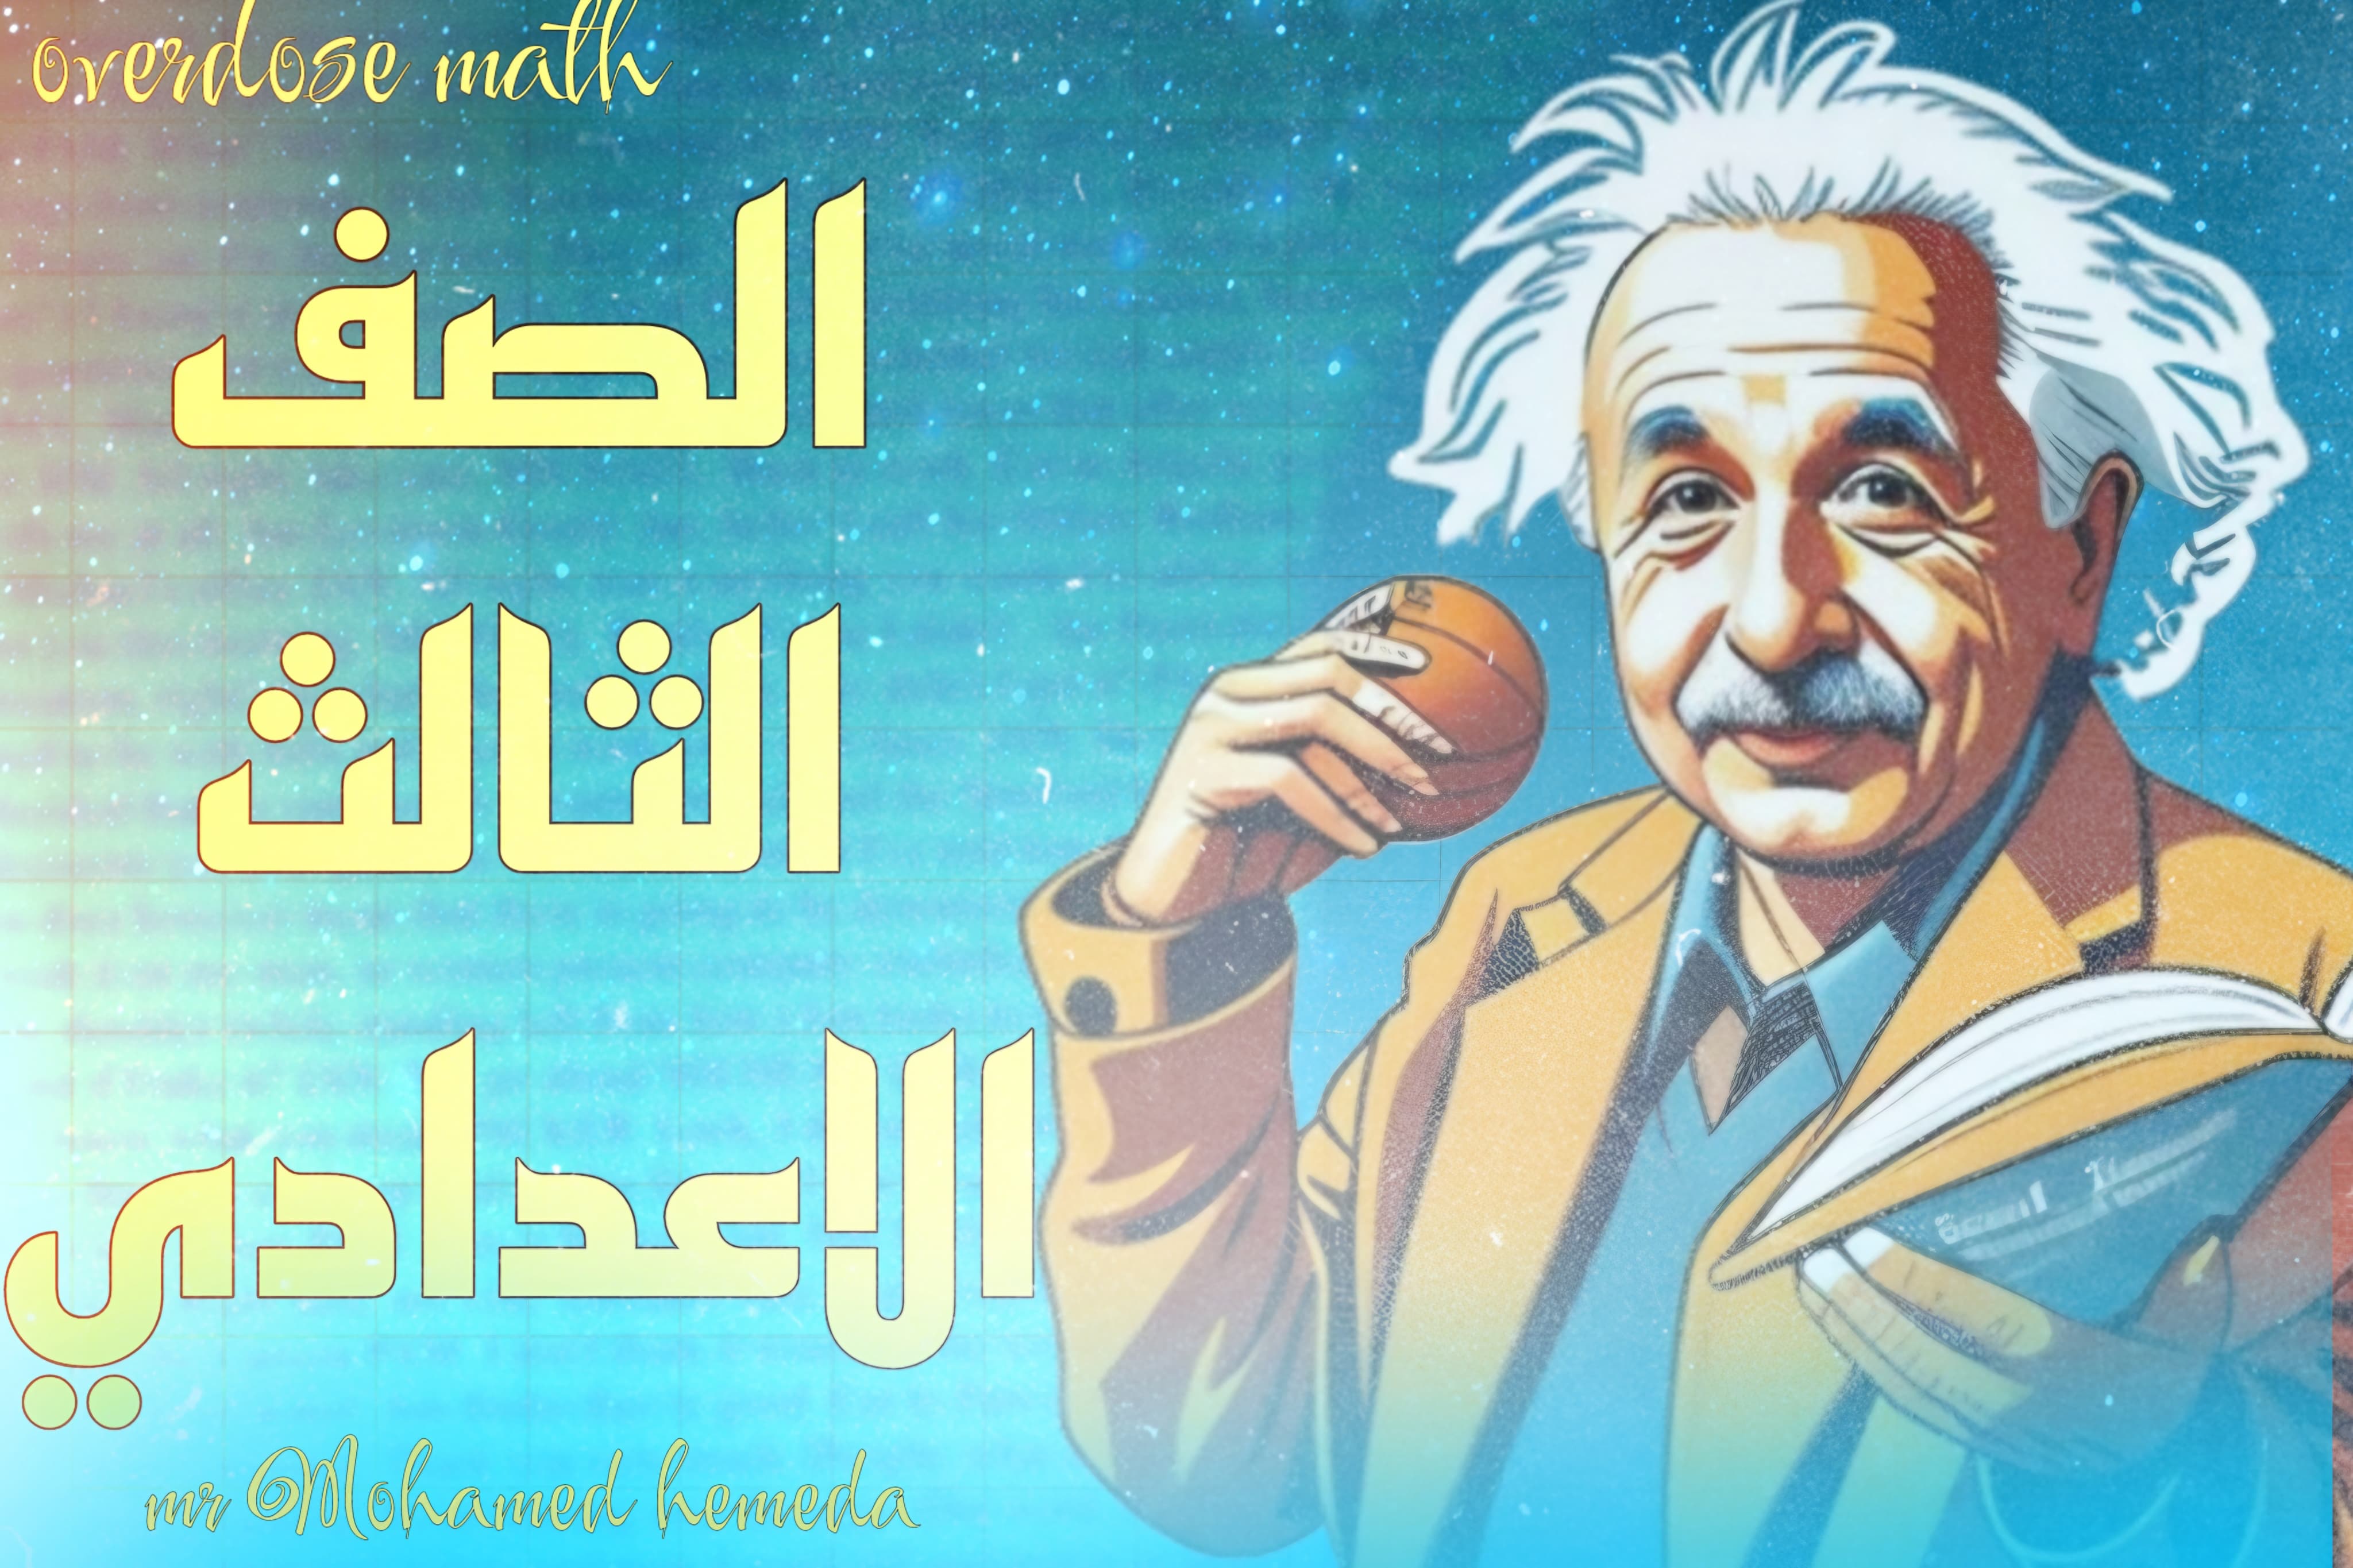 overdose math
الصف
الثالث
الاعدادي
mr Mohamed hemeda